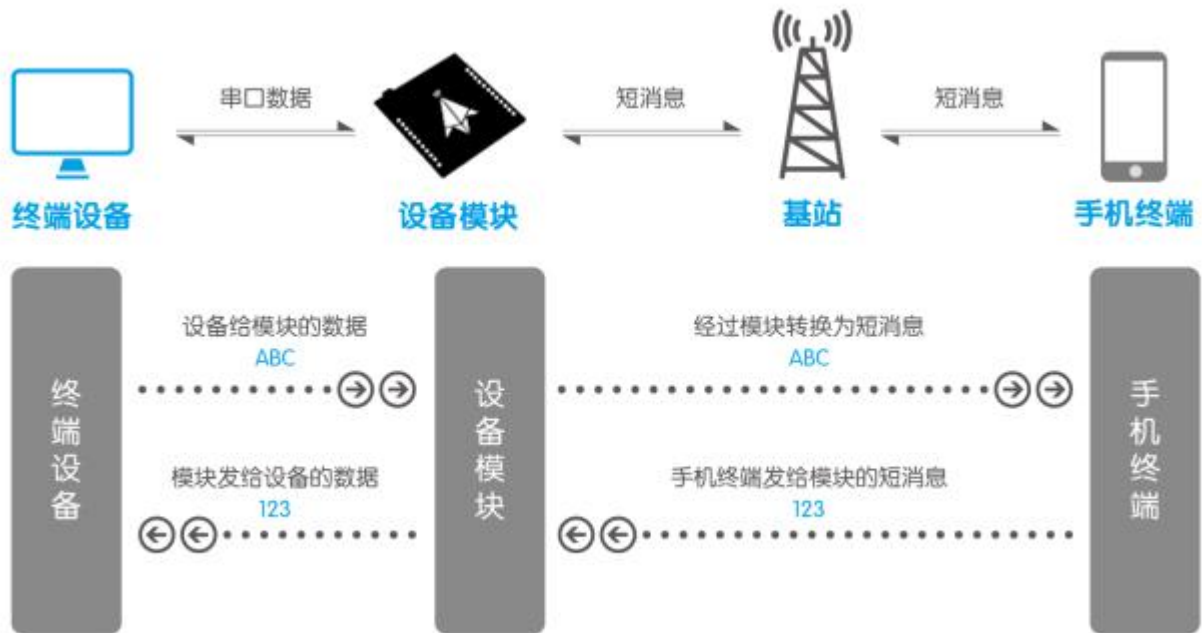 串口数据
短消息
短消息
终端设备
设备模块
基站
手机终端
设备给模块的数据
ABC
经过模块转换为短消息
ABC
终端设备
设备模块
手机终端
模块发给设备的数据
123
手机终端发给模块的短消息
123